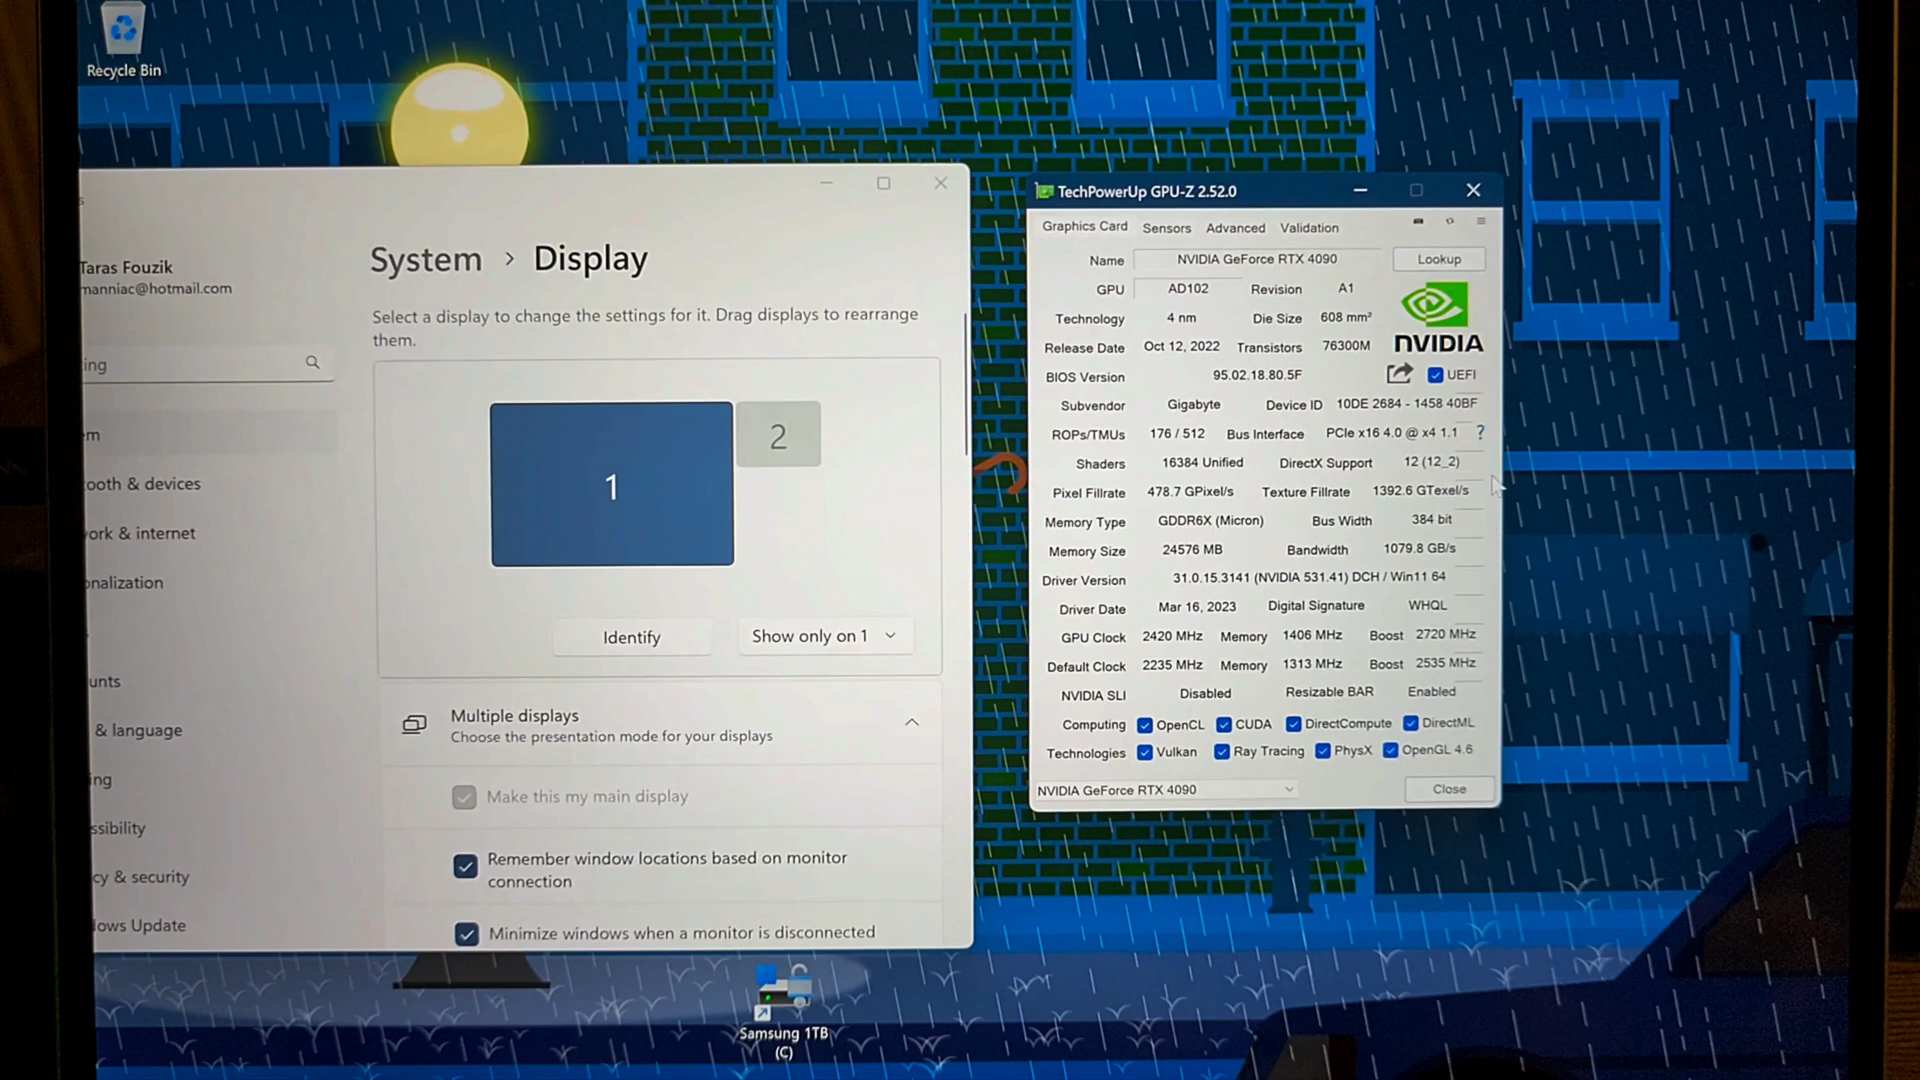 Recycle Bin
s
Taras Fouzik
manniac@hotmail.com
ing
m
ooth & devices
ork & internet
onalization
s
unts
& language
ing
ssibility
cy & security
lows Update
System > Display
Select a display to change the settings for it. Drag displays to rearrange
them.
1
2
Identify
Show only on 1
Multiple displays
Choose the presentation mode for your displays
Make this my main display
Remember window locations based on monitor
connection
Minimize windows when a monitor is disconnected
TechPowerUp GPU-Z 2.52.0
Graphics Card Sensors Advanced Validation
Name NVIDIA GeForce RTX 4090 Lookup
GPU AD102 Revision A1
Technology 4 nm Die Size 608 mm²
Release Date Oct 12, 2022 Transistors 76300M
NVIDIA
BIOS Version 95.02.18.80.5F UEFI
Subvendor Gigabyte Device ID 10DE 2684 - 1458 40BF
ROPs/TMUs 176 / 512 Bus Interface PCIe x16 4.0 @ x4 1.1 ?
Shaders 16384 Unified DirectX Support 12 (12_2)
Pixel Fillrate 478.7 GPixel/s Texture Fillrate 1392.6 GTexel/s
Memory Type GDDR6X (Micron) Bus Width 384 bit
Memory Size 24576 MB Bandwidth 1079.8 GB/s
Driver Version 31.0.15.3141 (NVIDIA 531.41) DCH / Win11 64
Driver Date Mar 16, 2023 Digital Signature WHQL
GPU Clock 2420 MHz Memory 1406 MHz Boost 2720 MHz
Default Clock 2235 MHz Memory 1313 MHz Boost 2535 MHz
NVIDIA SLI Disabled Resizable BAR Enabled
Computing OpenCL CUDA DirectCompute DirectML
Technologies Vulkan Ray Tracing PhysX OpenGL 4.6
NVIDIA GeForce RTX 4090 Close
Samsung 1TB
(C)